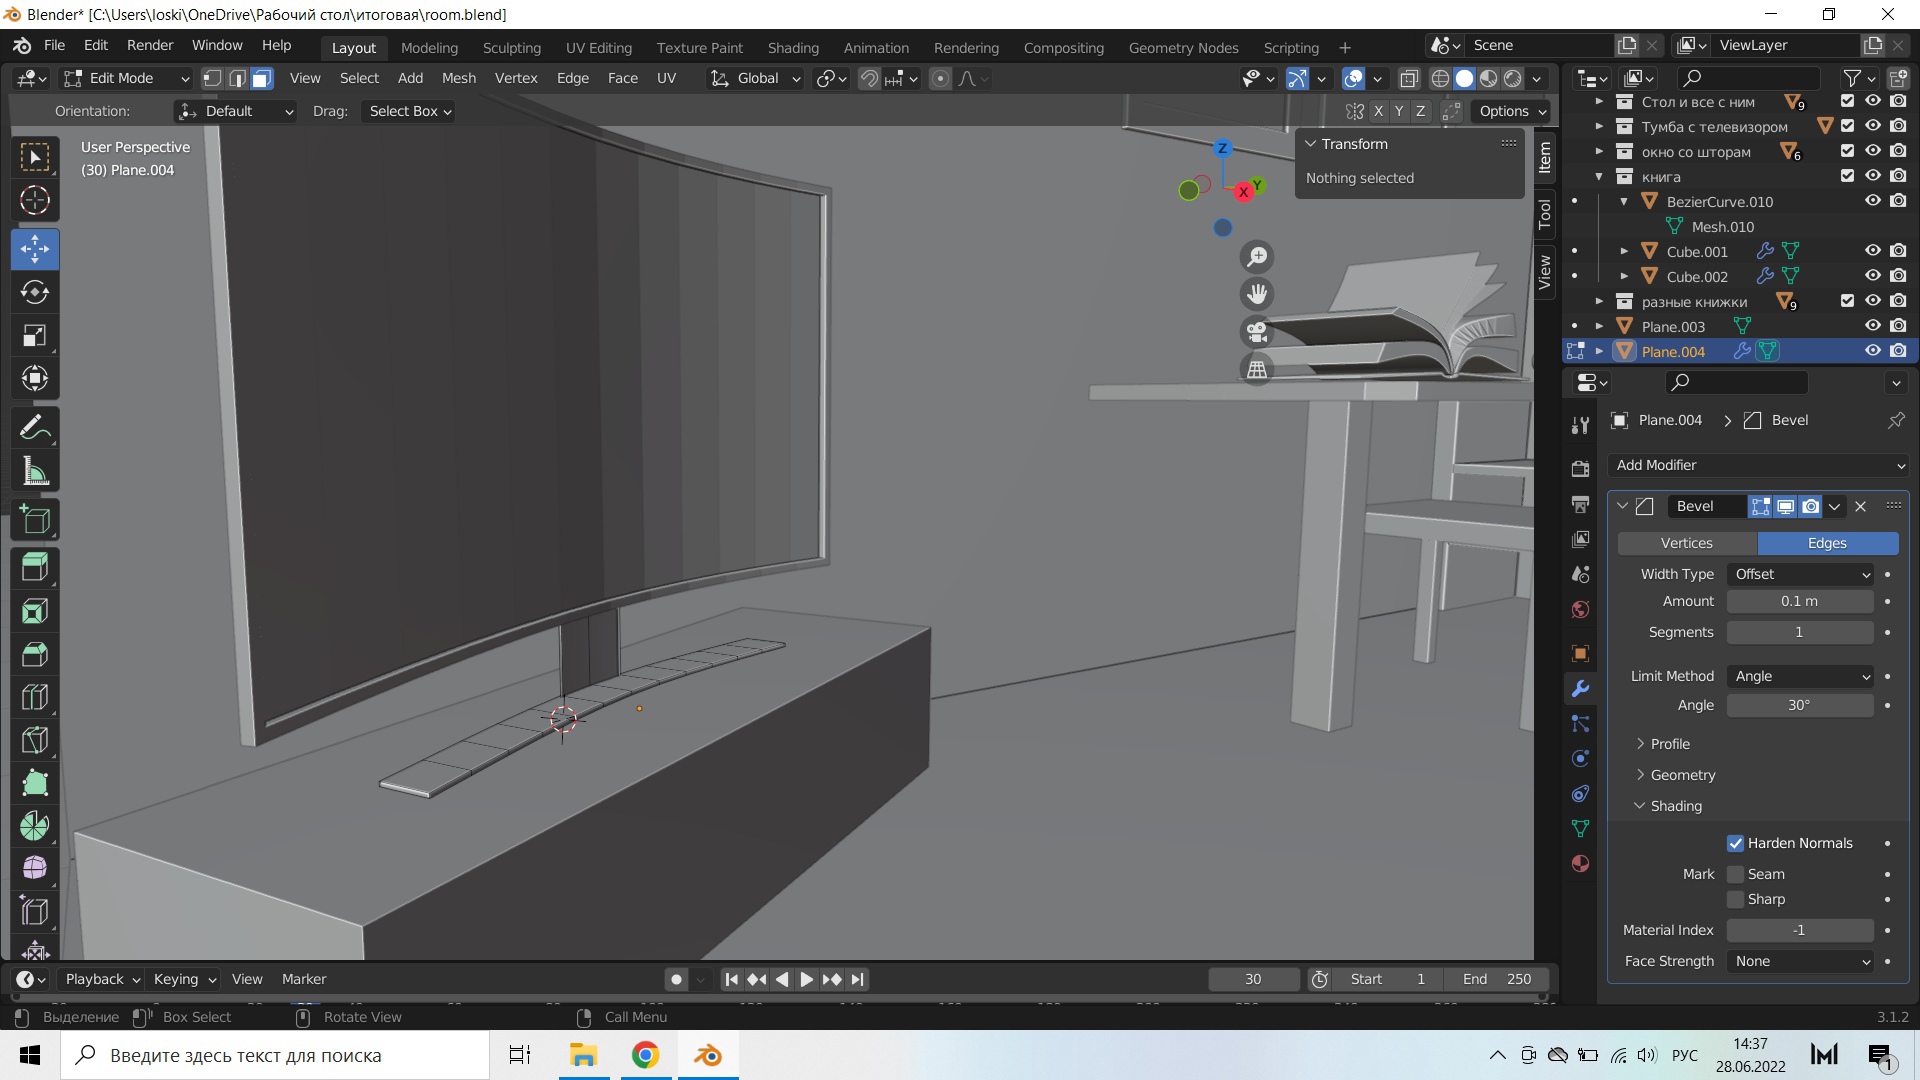 Blender* [C:\Users\loski\OneDrive\Рабочий стол\итоговая\room.blend]
File Edit Render Window Help Layout Modeling Sculpting UV Editing Texture Paint Shading Animation Rendering Compositing Geometry Nodes Scripting + Scene ViewLayer
Edit Mode View Select Add Mesh Vertex Edge Face UV Global
Orientation: Default Drag: Select Box X Y Z Options
User Perspective
(30) Plane.004
Z
Y
X
Transform
Nothing selected
Item
Tool
View
Стол и все с ним 9
Тумба с телевизором
окно со шторам 6
книга
BezierCurve.010
Mesh.010
Cube.001
Cube.002
разные книжки 9
Plane.003
Plane.004
Plane.004 > Bevel
Add Modifier
Bevel
Vertices Edges
Width Type Offset
Amount 0.1 m
Segments 1
Limit Method Angle
Angle 30°
Profile
Geometry
Shading
Harden Normals
Mark Seam
Sharp
Material Index -1
Face Strength None
Playback Keying View Marker 30 Start 1 End 250
Выделение Box Select Rotate View Call Menu 3.1.2
Введите здесь текст для поиска
РУС
14:37
28.06.2022
1